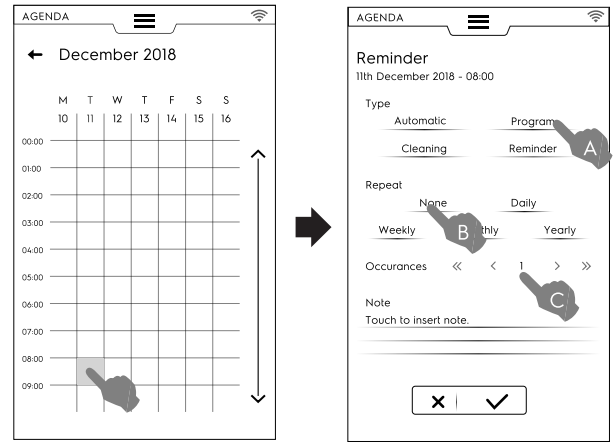 AGENDA
December 2018
M T W T F S S
10 11 12 13 14 15 16
00:00
01:00
02:00
03:00
04:00
05:00
06:00
07:00
08:00
09:00
AGENDA
Reminder
11th December 2018 - 08:00
Type
Automatic Program
A
Cleaning Reminder
Repeat
None Daily
B
Weekly thly Yearly
Occurances « < 1 > »
C
Note
Touch to insert note.